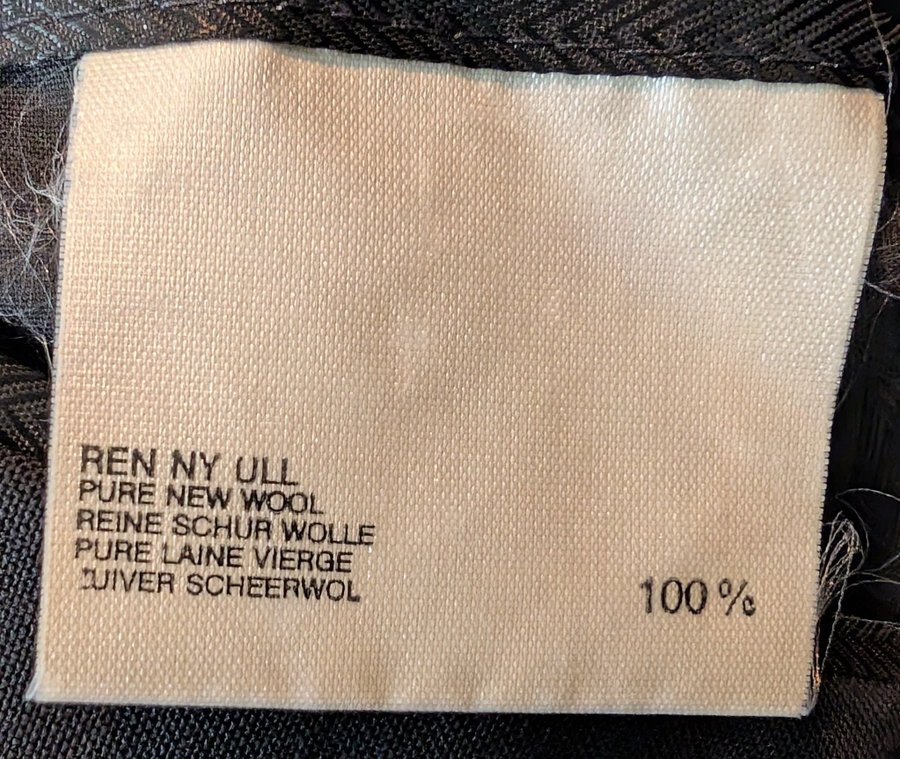 REN NY ULL
PURE NEW WOOL
REINE SCHUR WOLLE
PURE LAINE VIERGE
ZUIVER SCHEERWOL
100 %